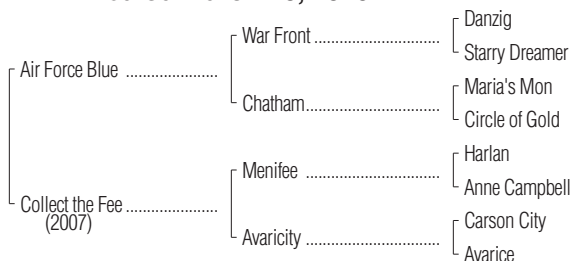 Danzig
War Front
Starry Dreamer
Air Force Blue
Maria's Mon
Chatham
Circle of Gold
Harlan
Menifee
Anne Campbell
Collect the Fee
(2007)
Carson City
Avaricity
Avarice